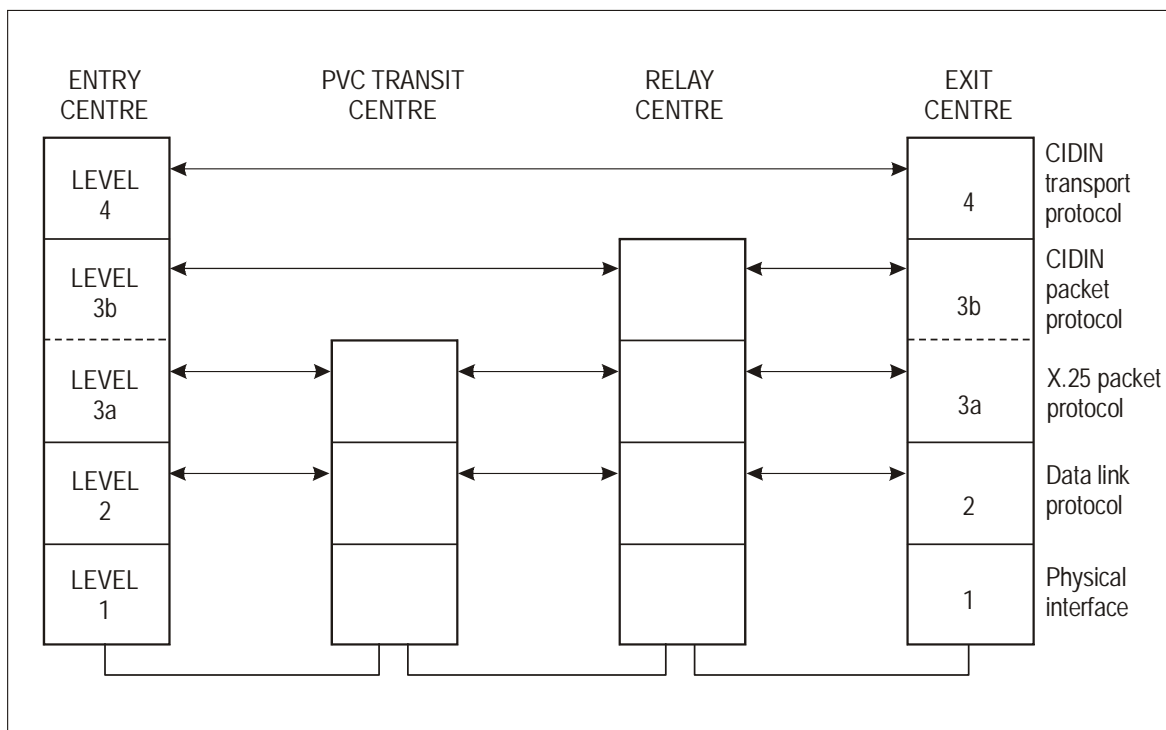 ENTRY
CENTRE
PVC TRANSIT
CENTRE
RELAY
CENTRE
EXIT
CENTRE
LEVEL
4
4
CIDIN
transport
protocol
LEVEL
3b
3b
CIDIN
packet
protocol
LEVEL
3a
3a
X.25 packet
protocol
LEVEL
2
2
Data link
protocol
LEVEL
1
1
Physical
interface